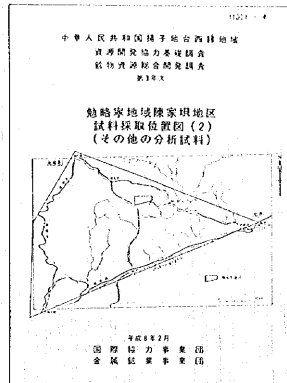 中華人民共和国揚子地台西縁地域
資源開発協力基礎調査
鉱物資源総合開発調査
第3年次
勉略寧地域陳家垻地区
試料採取位置図(2)
(その他の分析試料)
平成8年2月
国際協力事業団
金属鉱業事業団